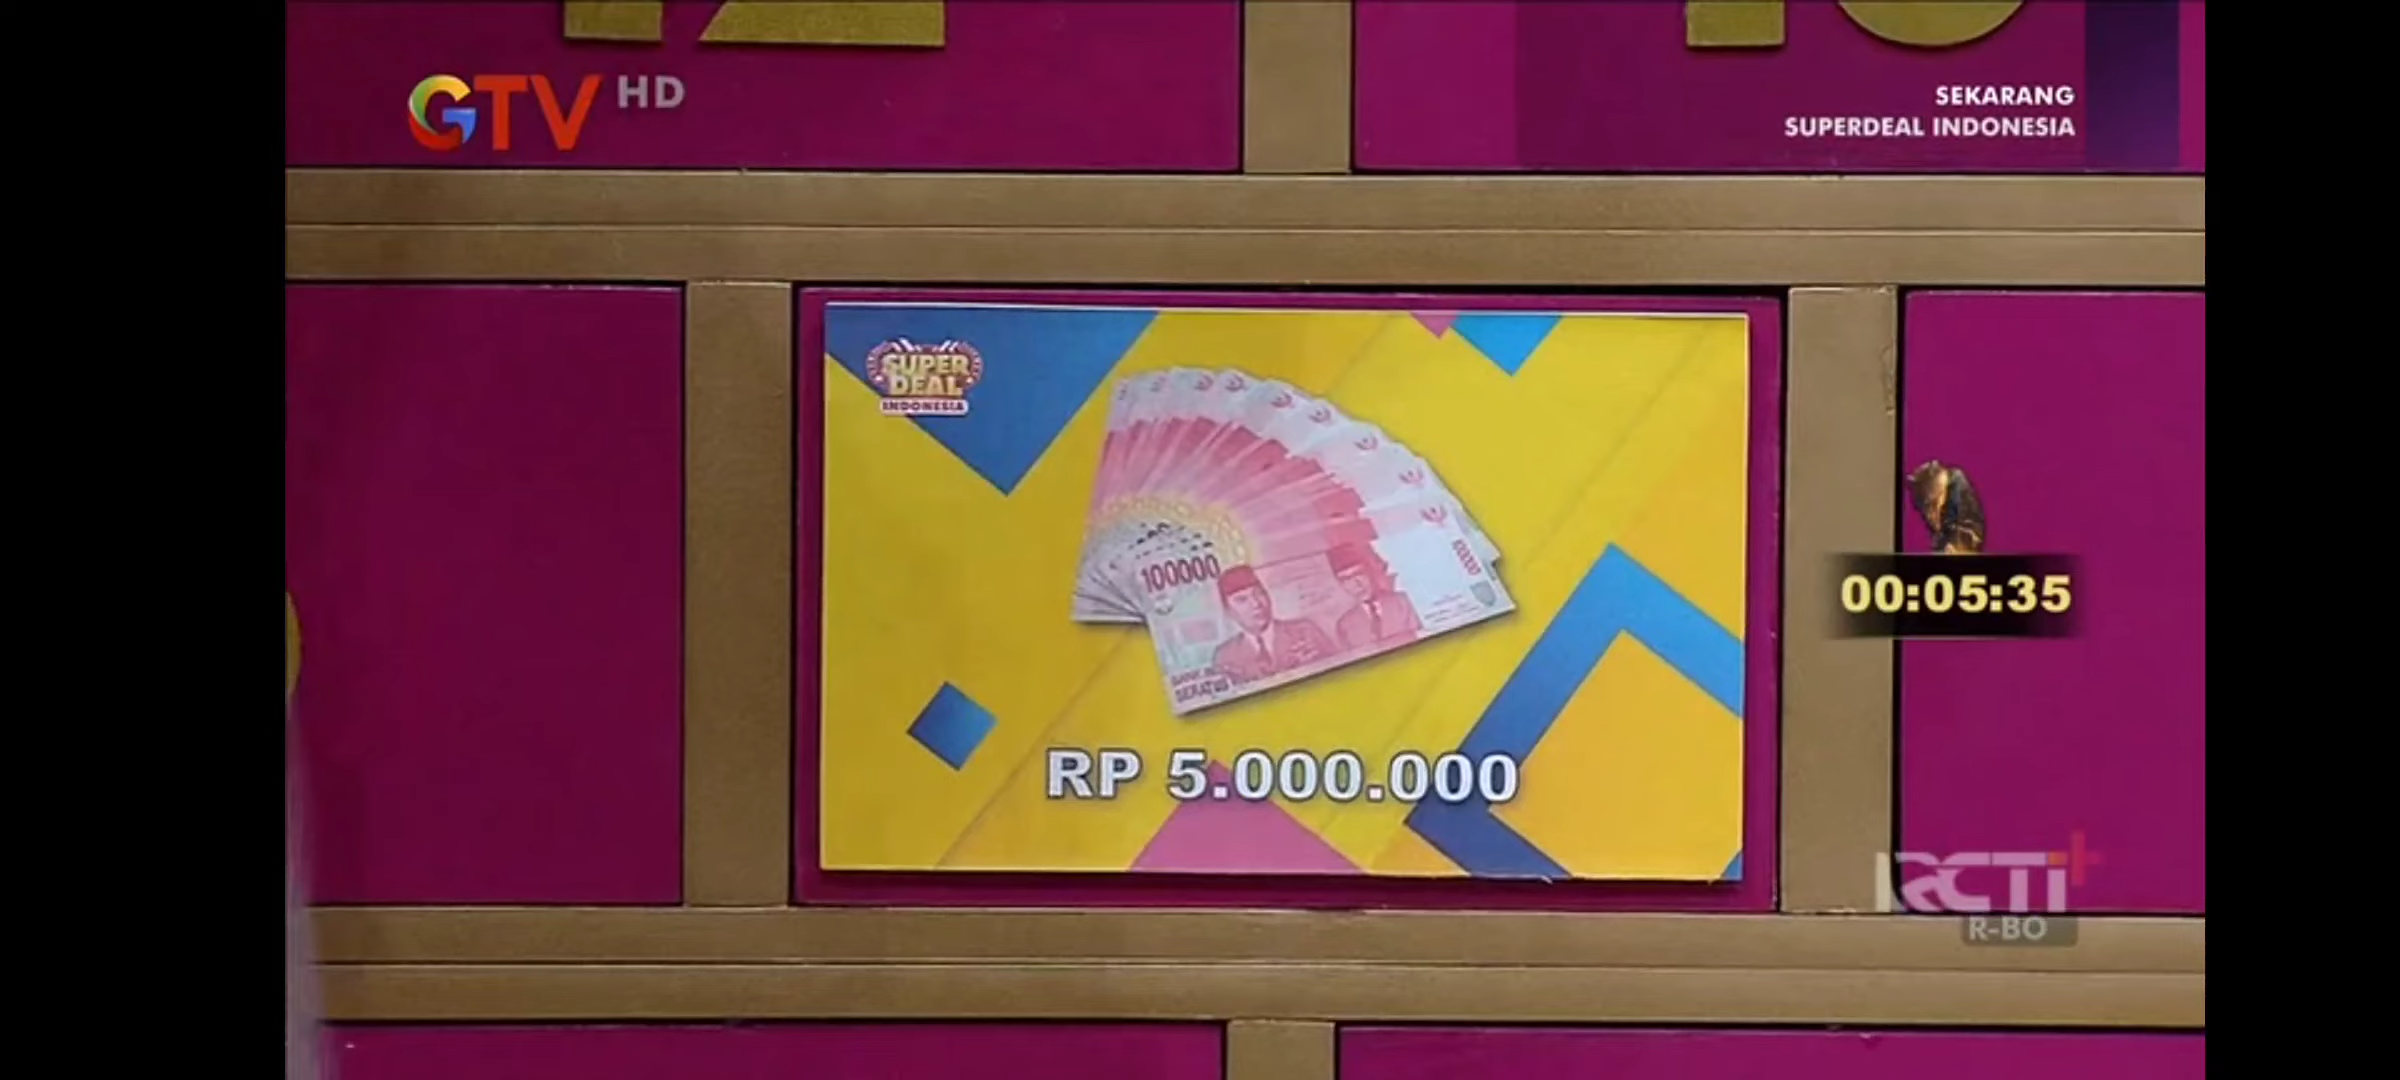 GTV HD
SEKARANG
SUPERDEAL INDONESIA
SUPER
DEAL
INDONESIA
100000
100000
RP 5.000.000
00:05:35
RCTI+
R-BO